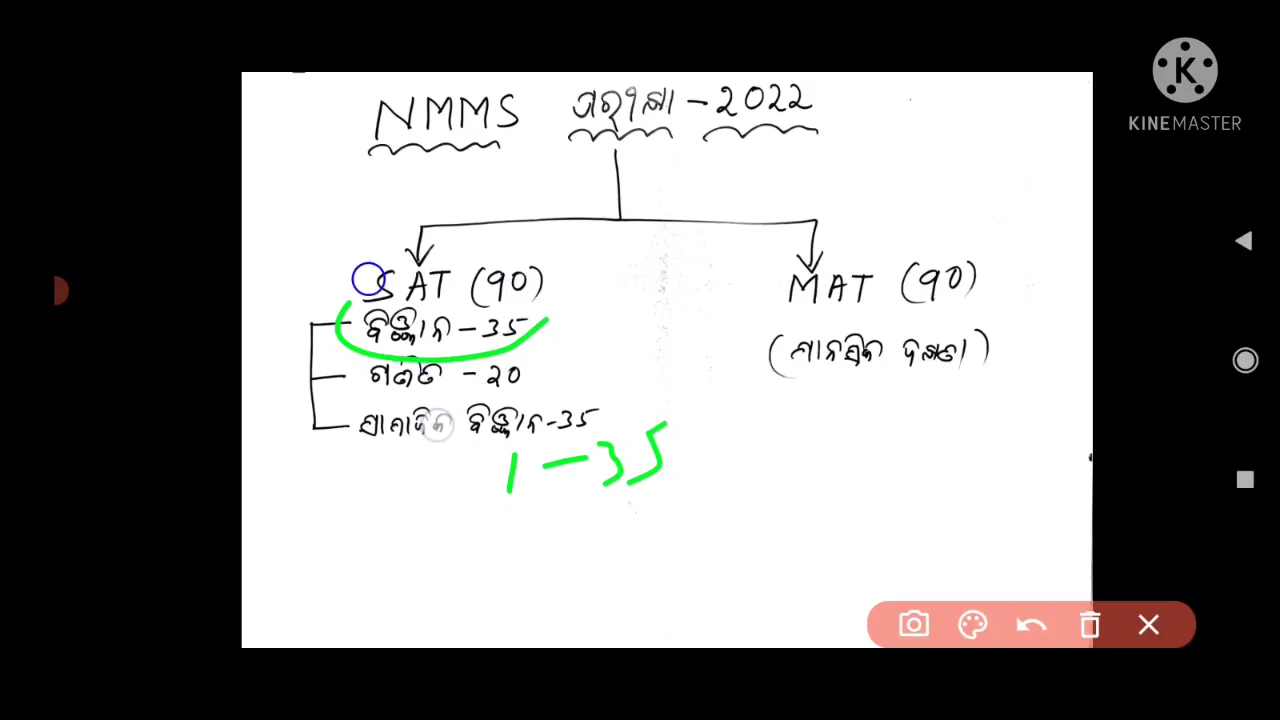 NMMS ପରୀକ୍ଷା - 2022
SAT (90)
ବିଜ୍ଞାନ - 35
ଗଣିତ - 20
ସାମାଜିକ ବିଜ୍ଞାନ - 35
1 - 35
MAT (90)
(ମାନସିକ ଦକ୍ଷତା)
KINEMASTER